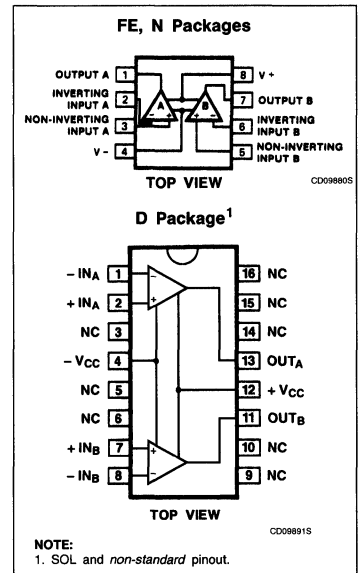 FE, N Packages
OUTPUT A 1
8 V +
INVERTING INPUT A 2
7 OUTPUT B
NON-INVERTING INPUT A 3
6 INVERTING INPUT B
V - 4
5 NON-INVERTING INPUT B
A
B
TOP VIEW
CD09880S
D Package1
- INA 1
16 NC
+ INA 2
15 NC
NC 3
14 NC
- VCC 4
13 OUTA
NC 5
12 + VCC
NC 6
11 OUTB
+ INB 7
10 NC
- INB 8
9 NC
TOP VIEW
CD09891S
NOTE:
1. SOL and non-standard pinout.